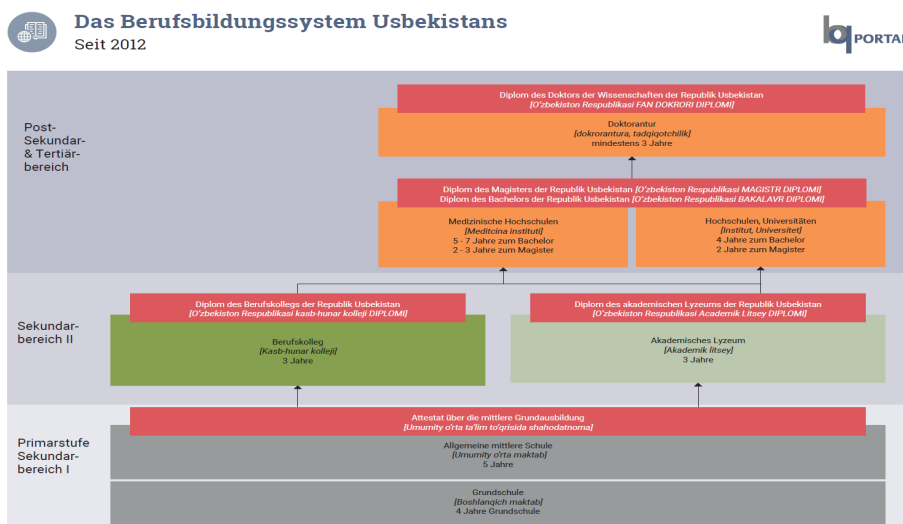 Das Berufsbildungssystem Usbekistans
Seit 2012
bq PORTAL
Post-
Sekundar-
& Tertiär-
bereich
Diplom des Doktors der Wissenschaften der Republik Usbekistan
[O'zbekiston Respublikasi FAN DOKRORI DIPLOMI]
Doktorantur
[dokrorantura, tadqiqotchilik]
mindestens 3 Jahre
Diplom des Magisters der Republik Usbekistan [O'zbekiston Respublikasi MAGISTR DIPLOMI]
Diplom des Bachelors der Republik Usbekistan [O'zbekiston Respublikasi BAKALAVR DIPLOMI]
Medizinische Hochschulen
[Meditcina instituti]
5 - 7 Jahre zum Bachelor
2 - 3 Jahre zum Magister
Hochschulen, Universitäten
[Institut, Universitet]
4 Jahre zum Bachelor
2 Jahre zum Magister
Sekundar-
bereich II
Diplom des Berufskollegs der Republik Usbekistan
[O'zbekiston Respublikasi kasb-hunar kolleji DIPLOMI]
Berufskolleg
[Kasb-hunar kolleji]
3 Jahre
Diplom des akademischen Lyzeums der Republik Usbekistan
[O'zbekiston Respublikasi Academik Litsey DIPLOMI]
Akademisches Lyzeum
[Akademik litsey]
3 Jahre
Primarstufe
Sekundar-
bereich I
Attestat über die mittlere Grundausbildung
[Umumity o'rta ta'lim to'qrisida shahodatnoma]
Allgemeine mittlere Schule
[Umumity o'rta maktab]
5 Jahre
Grundschule
[Boshlanqich maktab]
4 Jahre Grundschule